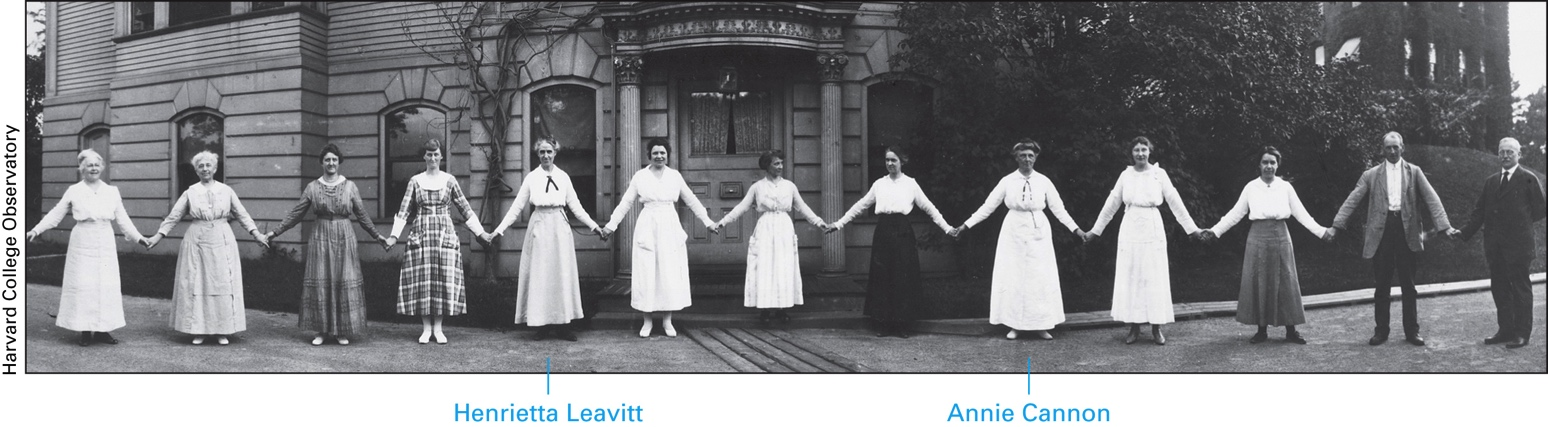 Harvard College Observatory
Henrietta Leavitt
Annie Cannon